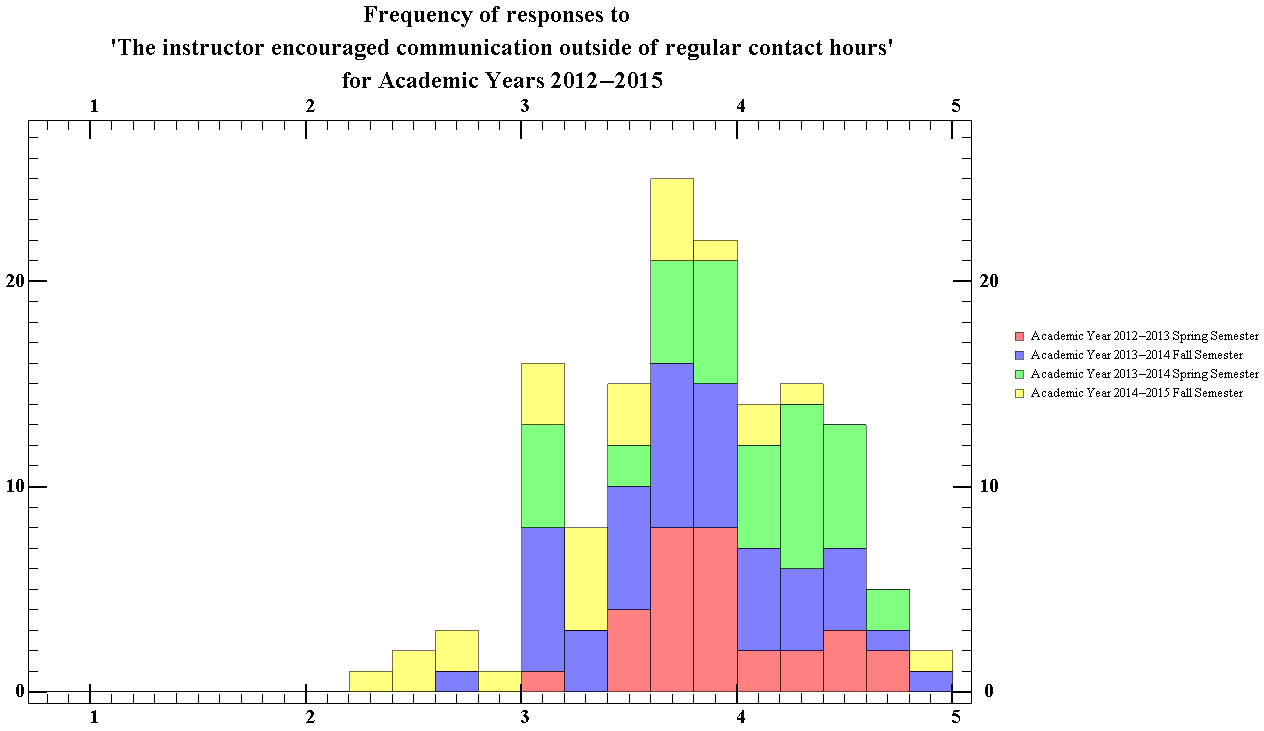 Frequency of responses to
'The instructor encouraged communication outside of regular contact hours'
for Academic Years 2012–2015
1 2 3 4 5
20 20
10 10
0 0
1 2 3 4 5
Academic Year 2012–2013 Spring Semester
Academic Year 2013–2014 Fall Semester
Academic Year 2013–2014 Spring Semester
Academic Year 2014–2015 Fall Semester